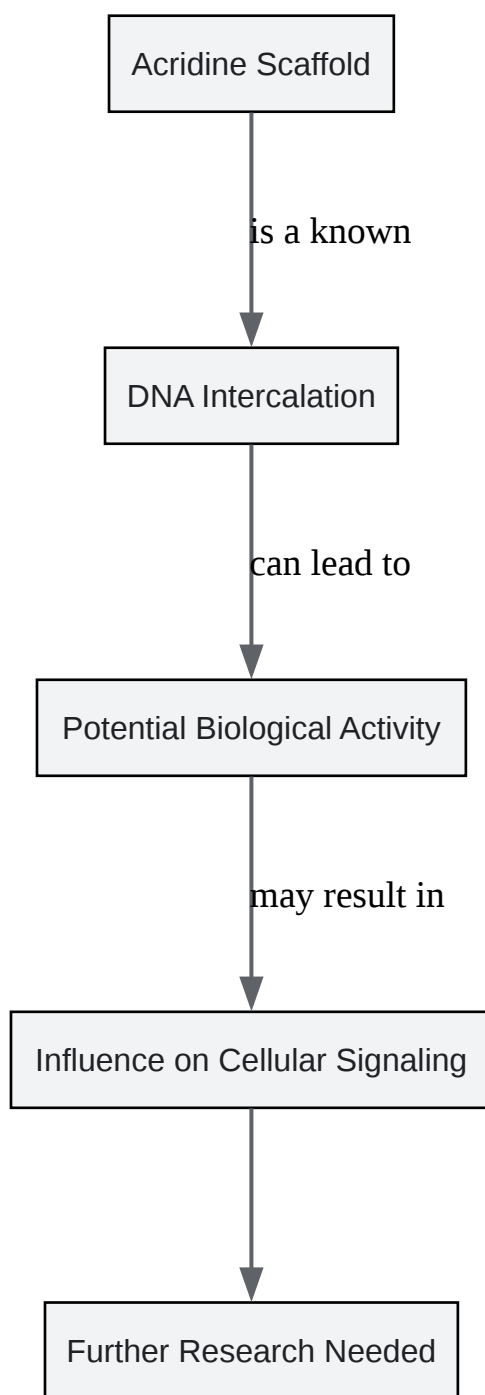 Acridine Scaffold
is a known
DNA Intercalation
can lead to
Potential Biological Activity
may result in
Influence on Cellular Signaling
Further Research Needed